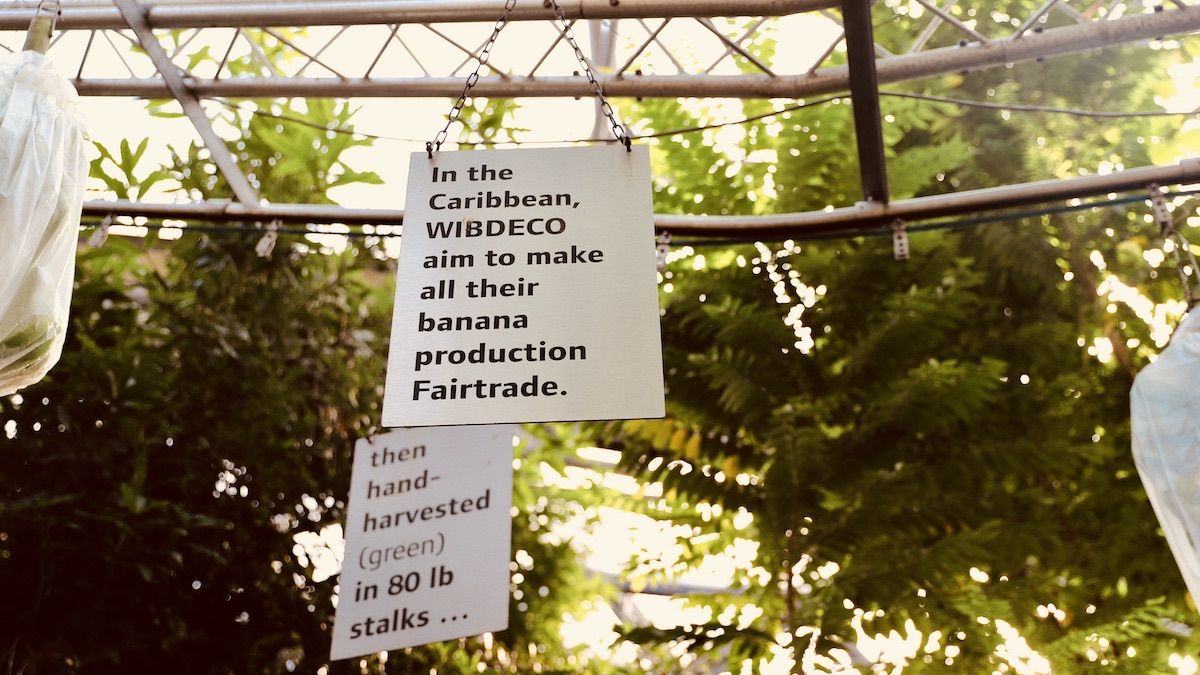 In the
Caribbean,
WIBDECO
aim to make
all their
banana
production
Fairtrade.
then
hand-
harvested
(green)
in 80 lb
stalks ...